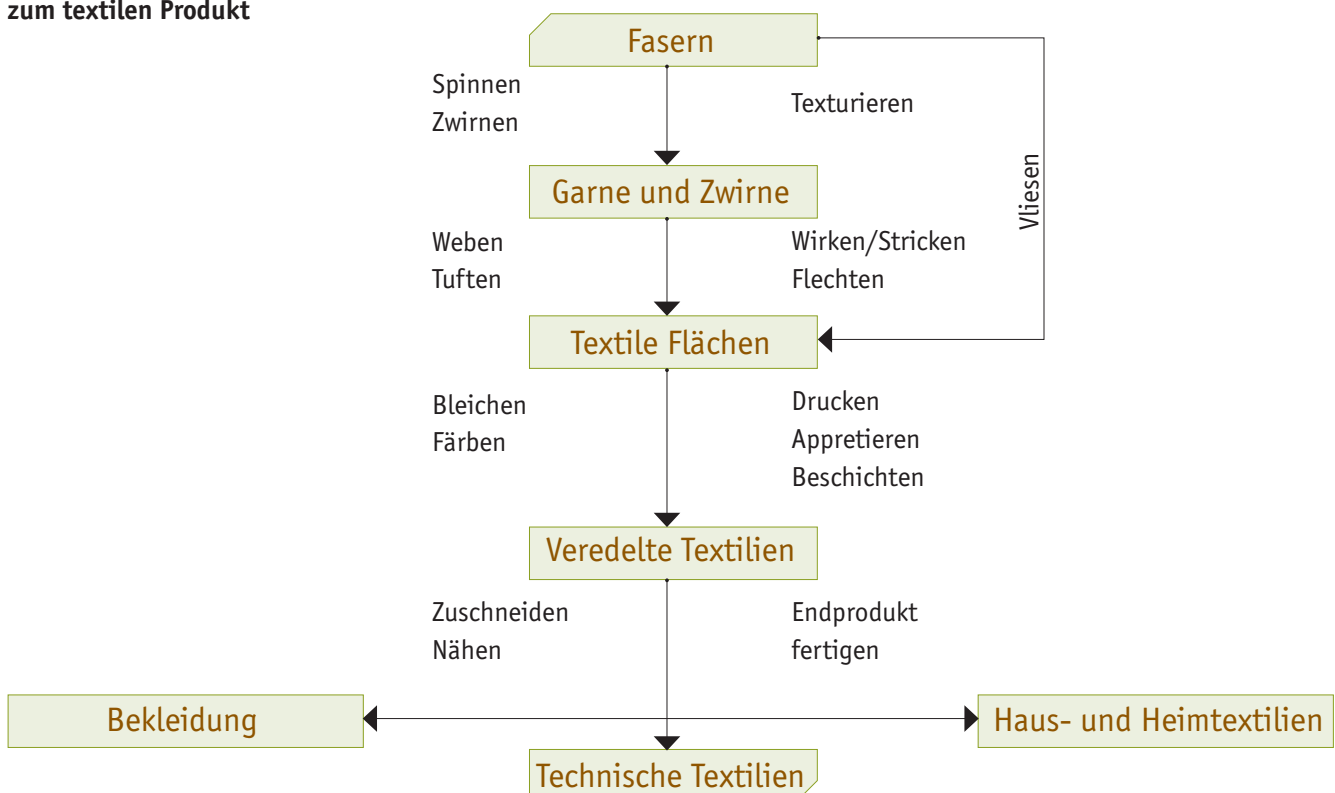 zum textilen Produkt
Fasern
Spinnen
Zwirnen
Texturieren
Vliesen
Garne und Zwirne
Weben
Tuften
Wirken/Stricken
Flechten
Textile Flächen
Bleichen
Färben
Drucken
Appretieren
Beschichten
Veredelte Textilien
Zuschneiden
Nähen
Endprodukt
fertigen
Bekleidung
Haus- und Heimtextilien
Technische Textilien